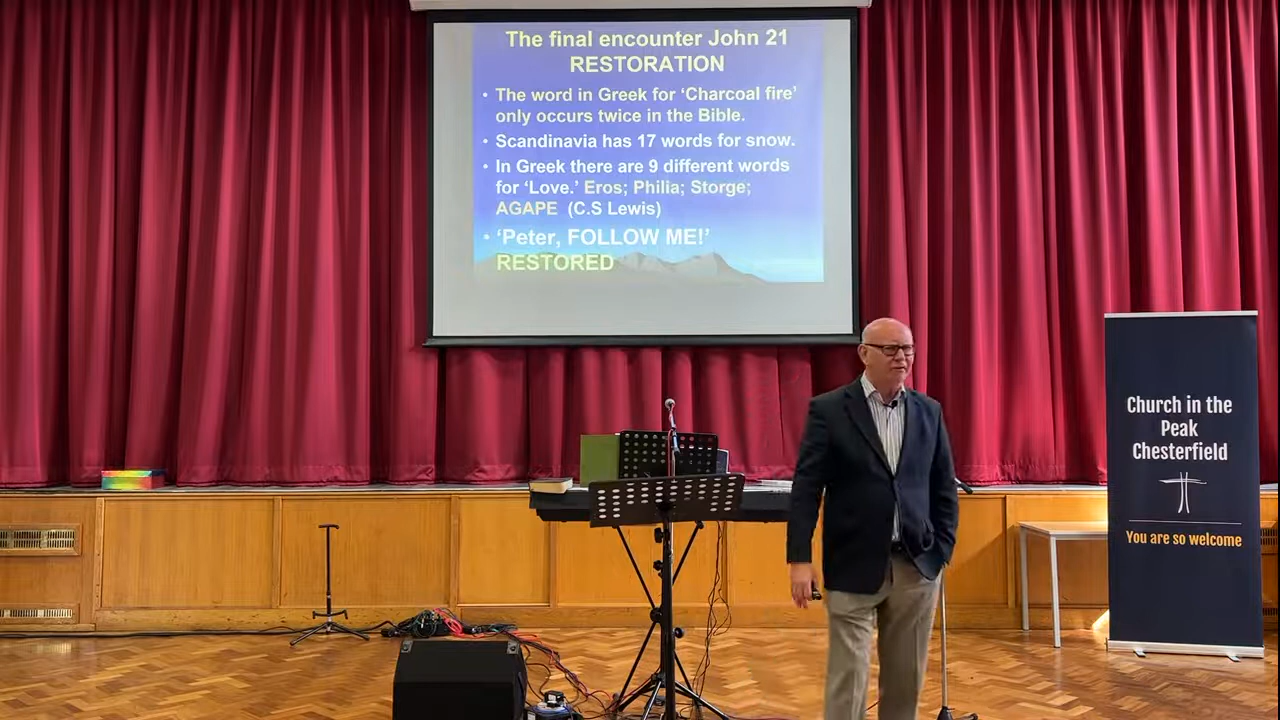 The final encounter John 21
RESTORATION
• The word in Greek for ‘Charcoal fire’
only occurs twice in the Bible.
• Scandinavia has 17 words for snow.
• In Greek there are 9 different words
for ‘Love.’ Eros; Philia; Storge;
AGAPE (C.S Lewis)
• ‘Peter, FOLLOW ME!’
RESTORED
Church in the
Peak
Chesterfield
You are so welcome